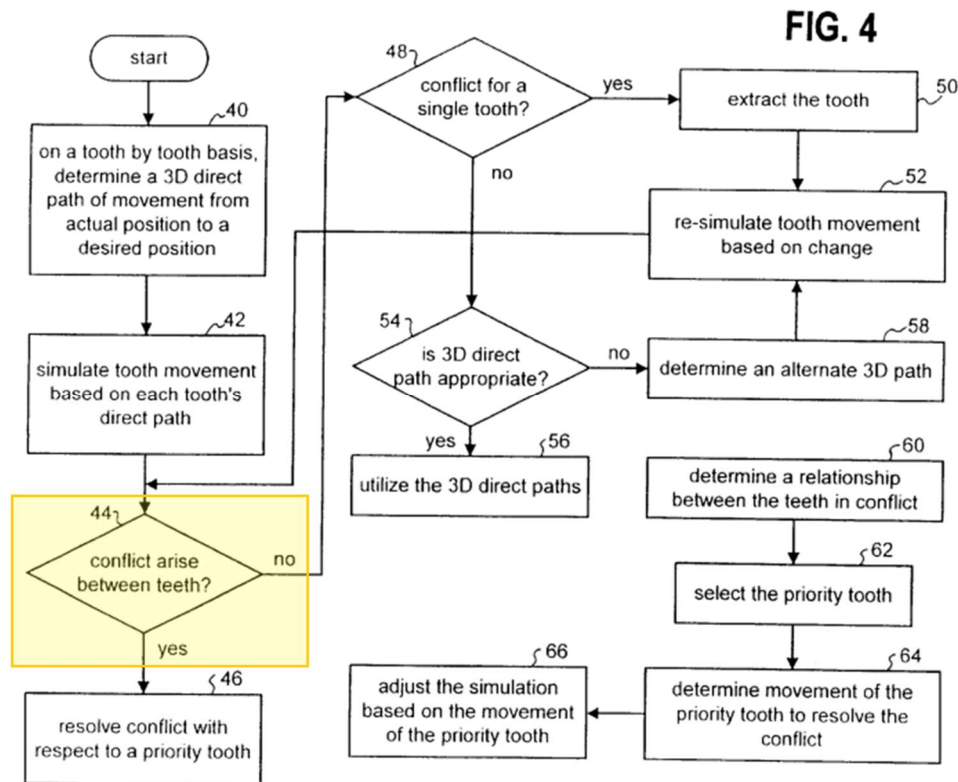 FIG. 4
start
40
on a tooth by tooth basis,
determine a 3D direct
path of movement from
actual position to a
desired position
42
simulate tooth movement
based on each tooth's
direct path
44
conflict arise
between teeth?
no
yes
46
resolve conflict with
respect to a priority tooth
48
conflict for a
single tooth?
yes
no
50
extract the tooth
52
re-simulate tooth movement
based on change
54
is 3D direct
path appropriate?
no
yes
56
utilize the 3D direct paths
58
determine an alternate 3D path
60
determine a relationship
between the teeth in conflict
62
select the priority tooth
64
determine movement of the
priority tooth to resolve the
conflict
66
adjust the simulation
based on the movement
of the priority tooth